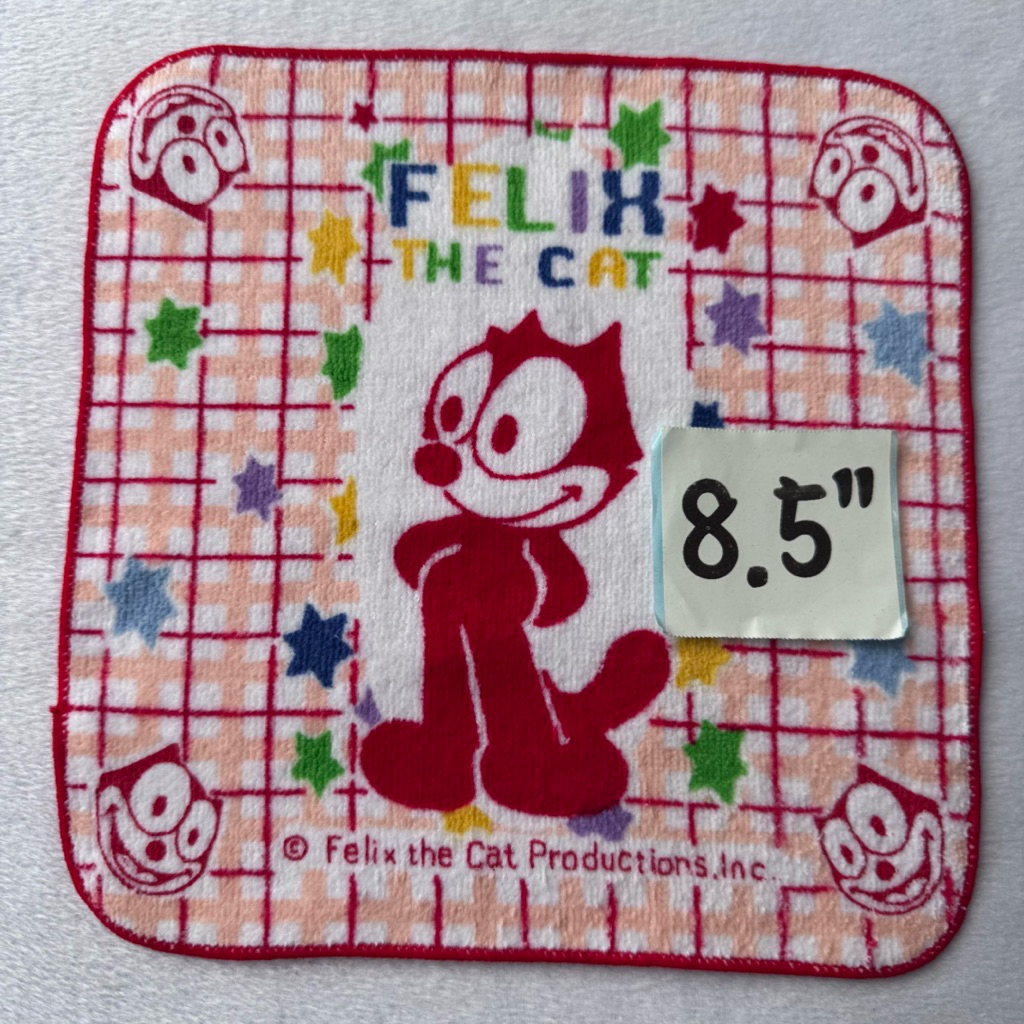 FELIX
THE CAT
8.5"
© Felix the Cat Productions, Inc.